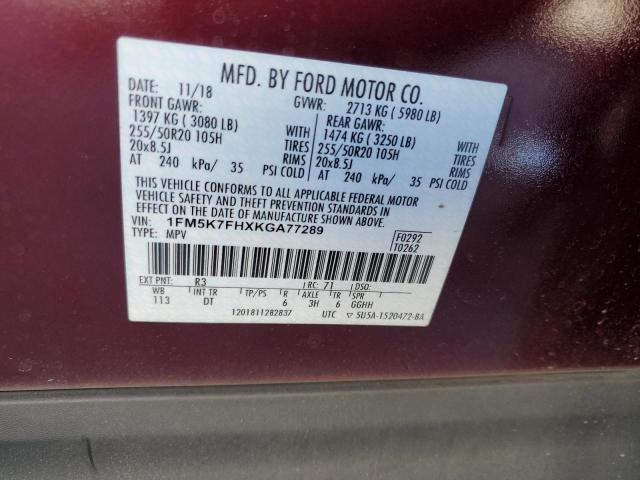 MFD. BY FORD MOTOR CO.
DATE: 11/18 GVWR: 2713 KG ( 5980 LB)
FRONT GAWR: REAR GAWR:
1397 KG ( 3080 LB) WITH 1474 KG ( 3250 LB) WITH
255/50R20 105H TIRES 255/50R20 105H TIRES
20x8.5J RIMS 20x8.5J RIMS
AT 240 kPa/ 35 PSI COLD AT 240 kPa/ 35 PSI COLD
THIS VEHICLE CONFORMS TO ALL APPLICABLE FEDERAL MOTOR
VEHICLE SAFETY AND THEFT PREVENTION STANDARDS IN
EFFECT ON THE DATE OF MANUFACTURE SHOWN ABOVE.
VIN: 1FM5K7FHXKGA77289 F0292
TYPE: MPV T0262
EXT PNT: R3 RC: 71 DSO:
WB INT TR TP/PS R AXLE TR SPR
113 DT 6 3H 6 GGHH
1201811282837 UTC ▽ 5U5A-1520472-BA